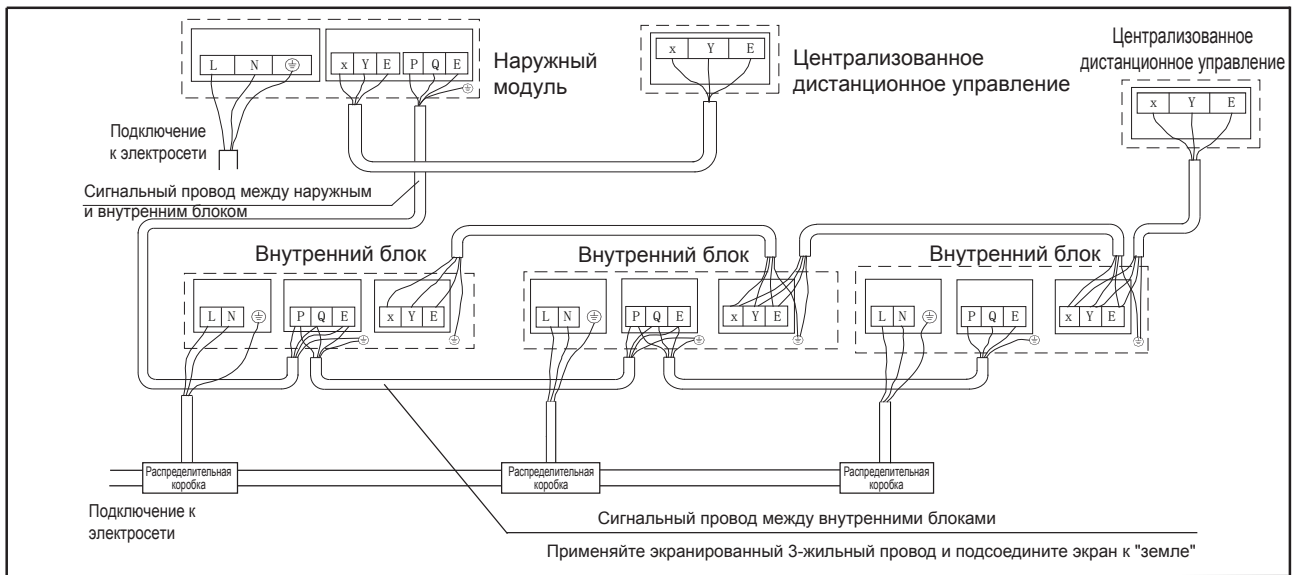 L N
x Y E P Q E
Наружный
модуль
x Y E
Централизованное
дистанционное управление
Централизованное
дистанционное управление
x Y E
Подключение
к электросети
Сигнальный провод между наружным
и внутренним блоком
Внутренний блок
Внутренний блок
Внутренний блок
L N
P Q E
x Y E
L N
P Q E
x Y E
L N
P Q E
x Y E
Распределительная
коробка
Распределительная
коробка
Распределительная
коробка
Подключение к
электросети
Сигнальный провод между внутренними блоками
Применяйте экранированный 3-жильный провод и подсоедините экран к "земле"